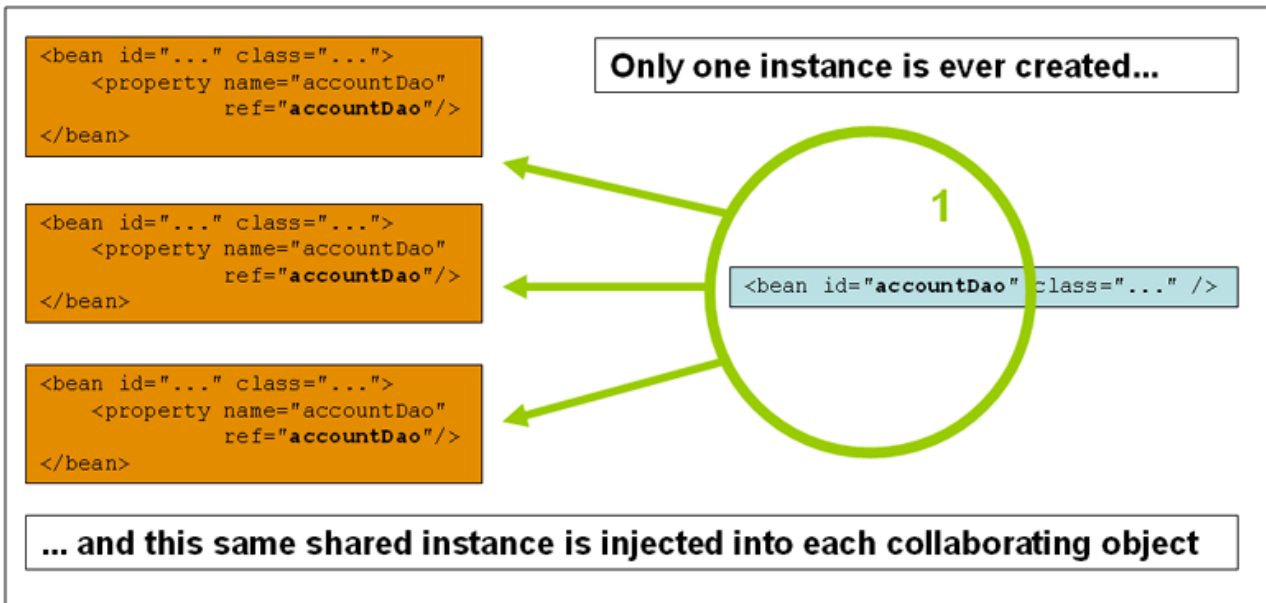 <bean id="..." class="...">
    <property name="accountDao"
              ref="accountDao"/>
</bean>
Only one instance is ever created...
1
<bean id="..." class="...">
    <property name="accountDao"
              ref="accountDao"/>
</bean>
<bean id="accountDao" class="..." />
<bean id="..." class="...">
    <property name="accountDao"
              ref="accountDao"/>
</bean>
... and this same shared instance is injected into each collaborating object